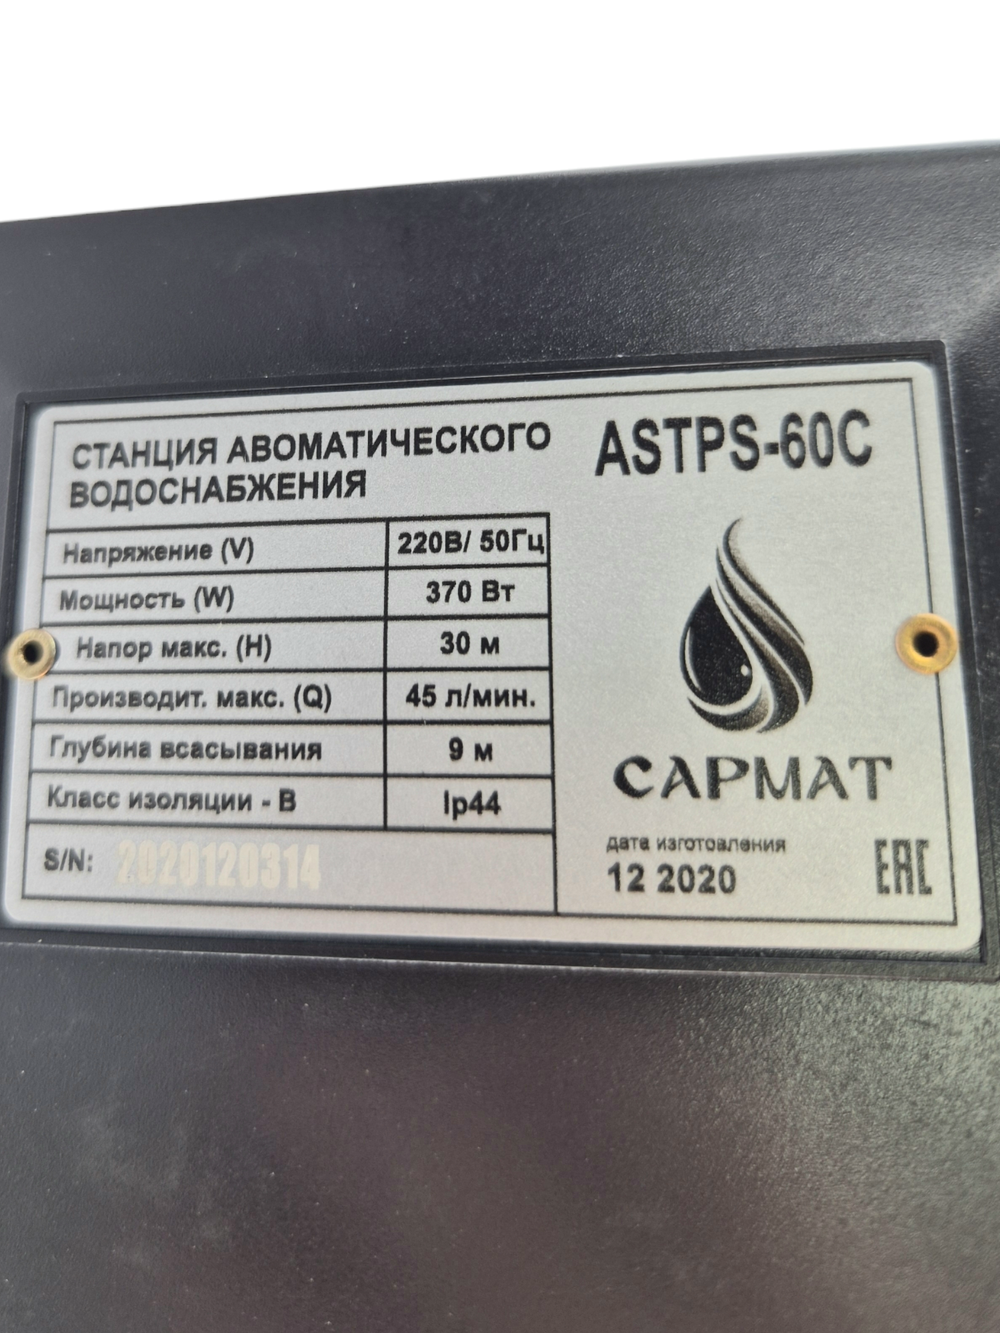 СТАНЦИЯ АВОМАТИЧЕСКОГО
ВОДОСНАБЖЕНИЯ
ASTPS-60C
Напряжение (V) 220В/ 50Гц
Мощность (W) 370 Вт
Напор макс. (H) 30 м
Производит. макс. (Q) 45 л/мин.
Глубина всасывания 9 м
Класс изоляции - В Ip44
S/N: 2020120314
САРМАТ
дата изготовления
12 2020
EAC